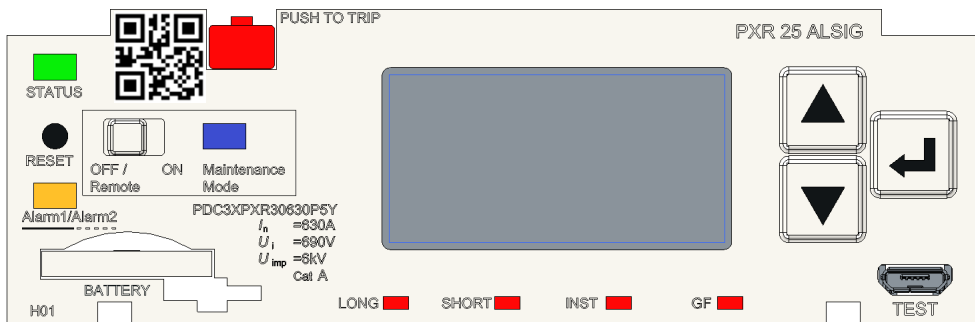 PUSH TO TRIP
PXR 25 ALSIG
STATUS
RESET
OFF / ON Maintenance
Remote Mode
Alarm1/Alarm2
PDC3XPXR30630P5Y
In =630A
Ui =690V
Uimp =6kV
Cat A
BATTERY
LONG SHORT INST GF
H01
TEST